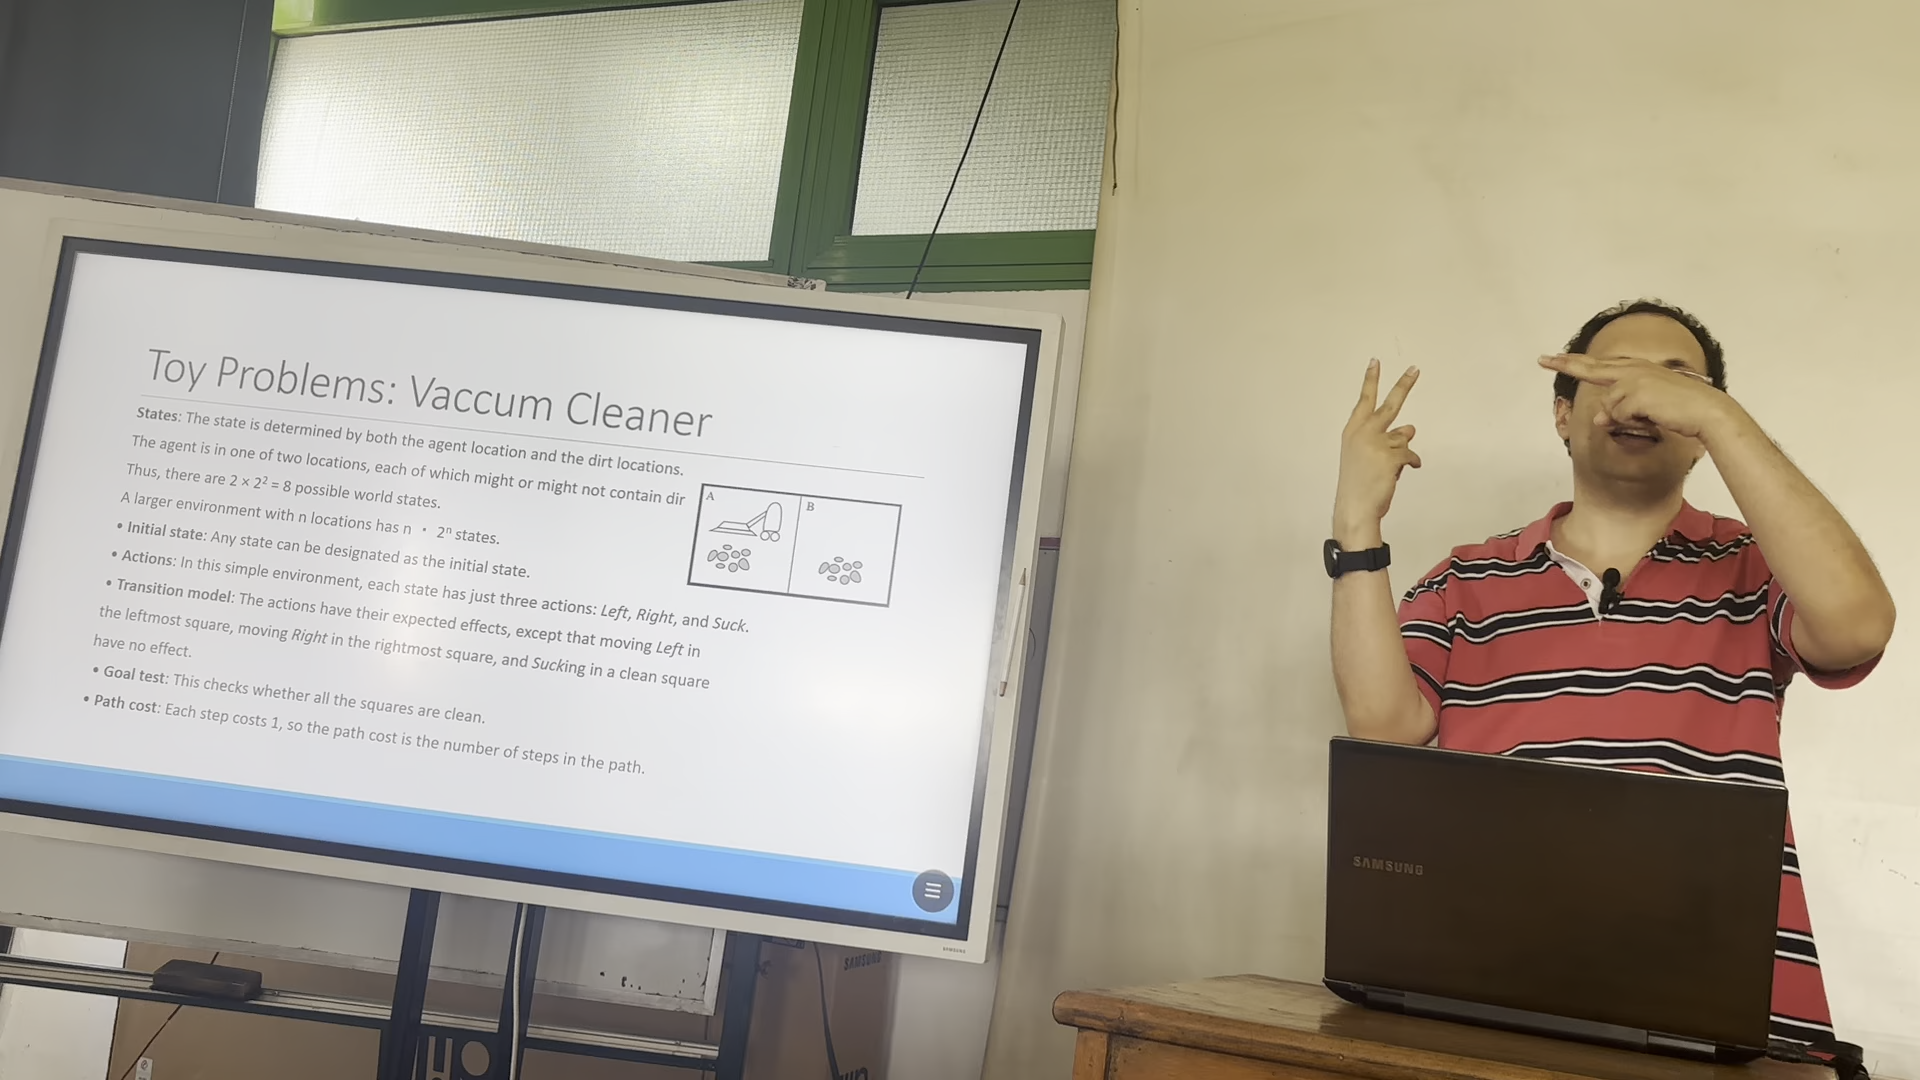 Toy Problems: Vaccum Cleaner
States: The state is determined by both the agent location and the dirt locations.
The agent is in one of two locations, each of which might or might not contain dir
Thus, there are 2 × 2² = 8 possible world states.
A larger environment with n locations has n · 2ⁿ states.
• Initial state: Any state can be designated as the initial state.
• Actions: In this simple environment, each state has just three actions: Left, Right, and Suck.
• Transition model: The actions have their expected effects, except that moving Left in
the leftmost square, moving Right in the rightmost square, and Sucking in a clean square
have no effect.
• Goal test: This checks whether all the squares are clean.
• Path cost: Each step costs 1, so the path cost is the number of steps in the path.
A
B
SAMSUNG
SAMSUNG
SAMSUNG